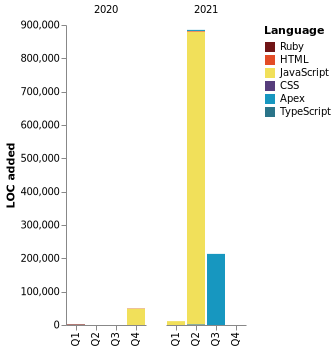 2020 2021
Language
Ruby
HTML
JavaScript
CSS
Apex
TypeScript
LOC added
900,000
800,000
700,000
600,000
500,000
400,000
300,000
200,000
100,000
0
Q1 Q2 Q3 Q4 Q1 Q2 Q3 Q4